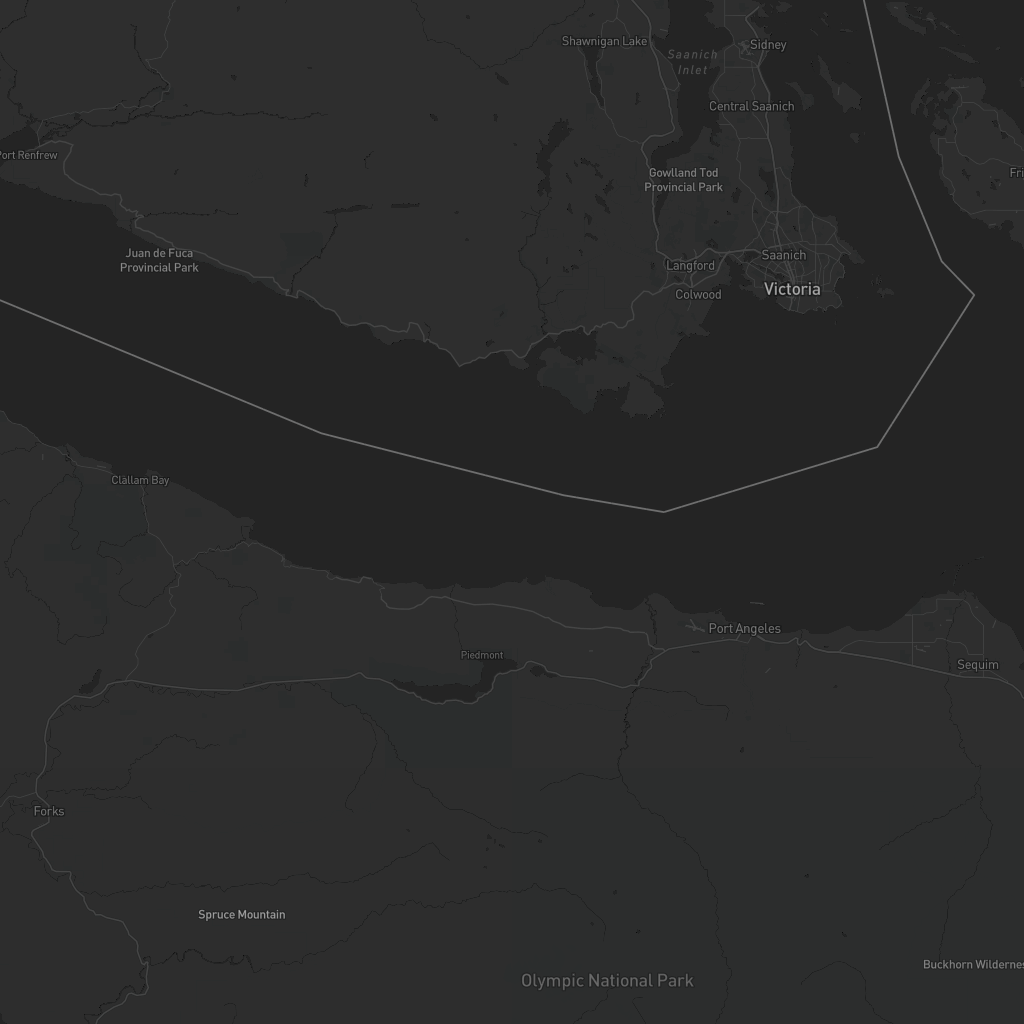 Shawnigan Lake
Sidney
Saanich
Inlet
Central Saanich
Port Renfrew
Gowlland Tod
Provincial Park
Fri
Juan de Fuca
Provincial Park
Saanich
Langford
Victoria
Colwood
Clallam Bay
Port Angeles
Piedmont
Sequim
Forks
Spruce Mountain
Buckhorn Wildernes
Olympic National Park